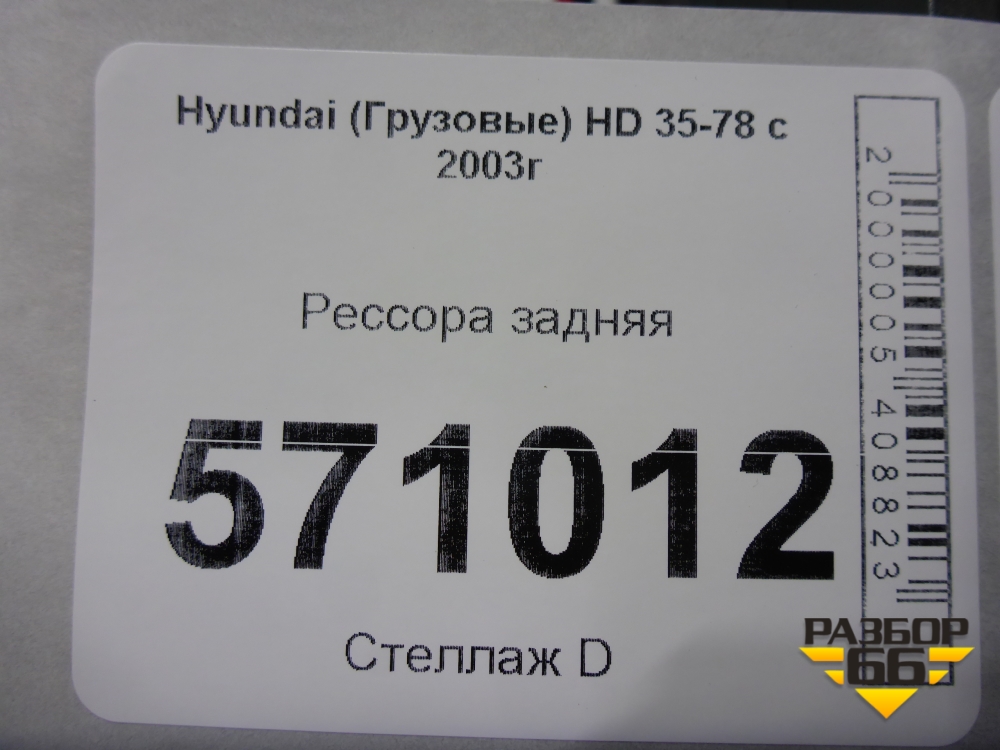 Hyundai (Грузовые) HD 35-78 с
2003г
Рессора задняя
571012
Стеллаж D
2000005408823
РАЗБОР
66